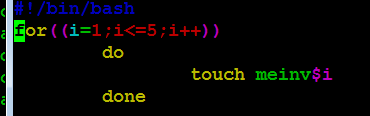 #!/bin/bash
for((i=1;i<=5;i++))
do
touch meinv$i
done